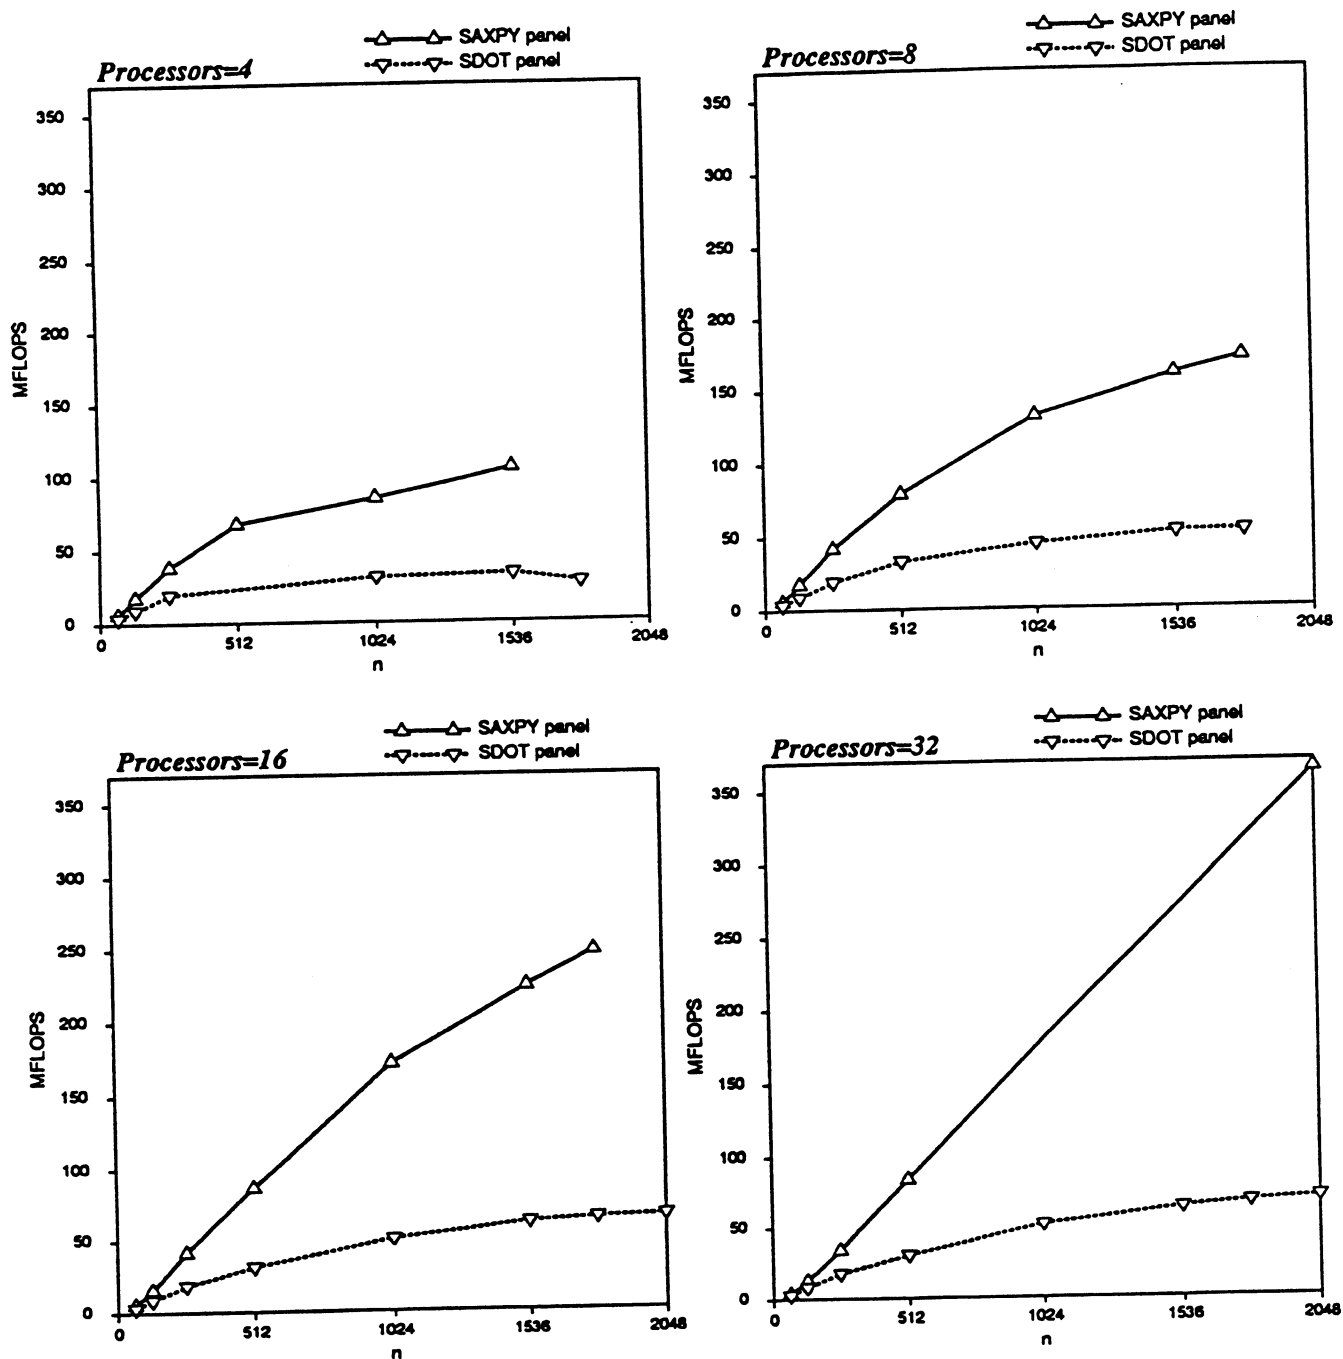 SAXPY panel
SDOT panel
Processors=4
350
300
250
200
150
100
50
0
MFLOPS
0 512 1024 1536 2048
n
SAXPY panel
SDOT panel
Processors=8
350
300
250
200
150
100
50
0
MFLOPS
0 512 1024 1536 2048
n
SAXPY panel
SDOT panel
Processors=16
350
300
250
200
150
100
50
0
MFLOPS
0 512 1024 1536 2048
n
SAXPY panel
SDOT panel
Processors=32
350
300
250
200
150
100
50
0
MFLOPS
0 512 1024 1536 2048
n